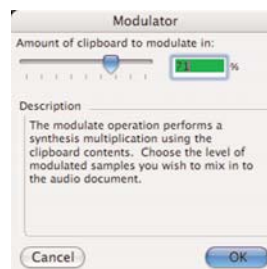 Modulator
Amount of clipboard to modulate in:
71 %
Description
The modulate operation performs a
synthesis multiplication using the
clipboard contents. Choose the level of
modulated samples you wish to mix in to
the audio document.
Cancel OK